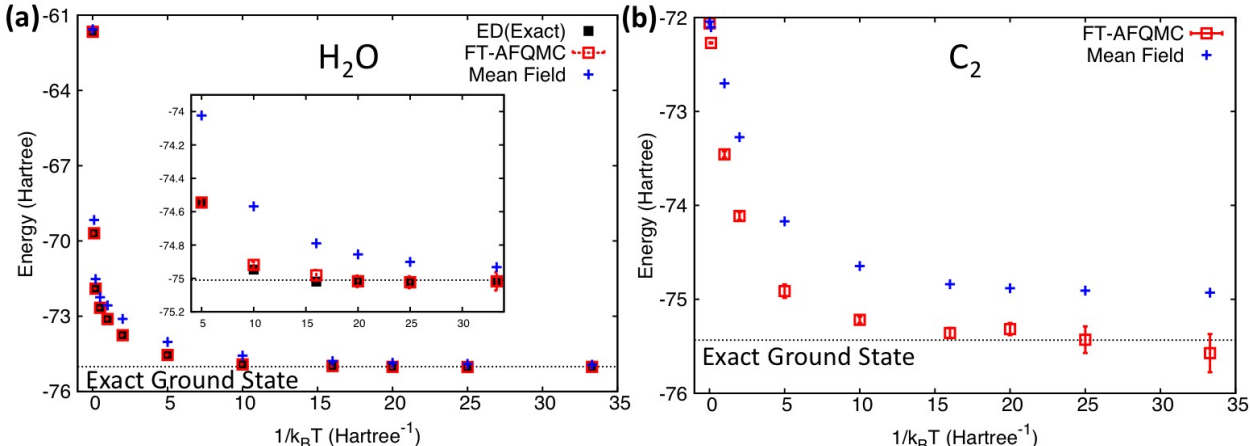 (a)
-61
-64
-67
-70
-73
-76
Energy (Hartree)
H2O
ED(Exact)
FT-AFQMC
Mean Field
-74
-74.2
-74.4
-74.6
-74.8
-75
-75.2
5 10 15 20 25 30
Exact Ground State
0 5 10 15 20 25 30 35
1/kBT (Hartree-1)
(b)
-72
-73
-74
-75
-76
Energy (Hartree)
C2
FT-AFQMC
Mean Field
Exact Ground State
0 5 10 15 20 25 30 35
1/kBT (Hartree-1)